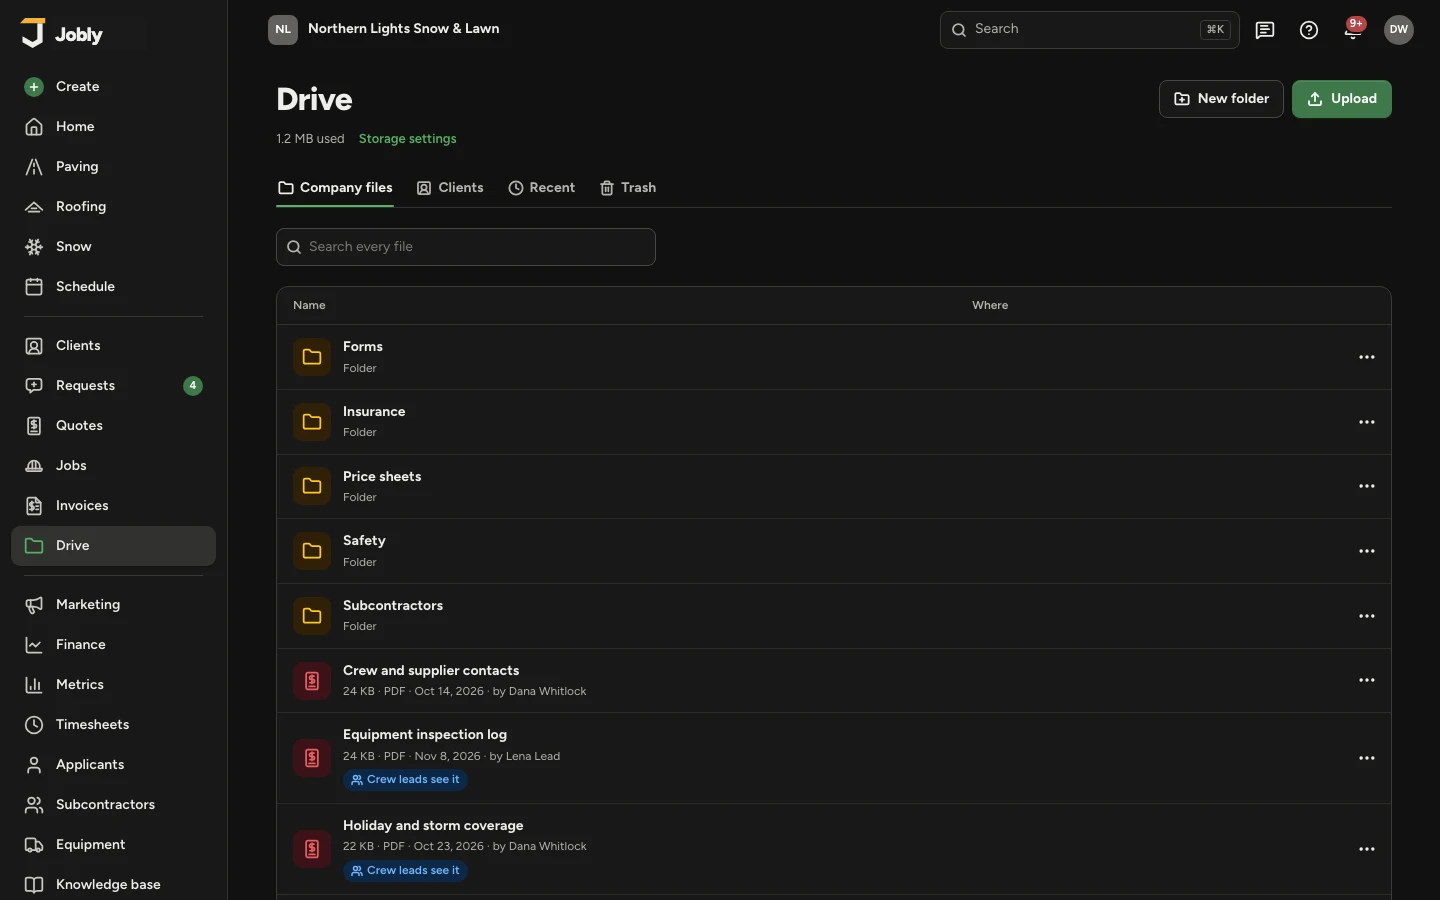 Jobly
NL
Northern Lights Snow & Lawn
Search
⌘K
9+
DW
Create
Home
Paving
Roofing
Snow
Schedule
Clients
Requests
4
Quotes
Jobs
Invoices
Drive
Marketing
Finance
Metrics
Timesheets
Applicants
Subcontractors
Equipment
Knowledge base
Drive
New folder
Upload
1.2 MB used
Storage settings
Company files
Clients
Recent
Trash
Search every file
Name
Where
Forms
Folder
Insurance
Folder
Price sheets
Folder
Safety
Folder
Subcontractors
Folder
Crew and supplier contacts
24 KB · PDF · Oct 14, 2026 · by Dana Whitlock
Equipment inspection log
24 KB · PDF · Nov 8, 2026 · by Lena Lead
Crew leads see it
Holiday and storm coverage
22 KB · PDF · Oct 23, 2026 · by Dana Whitlock
Crew leads see it